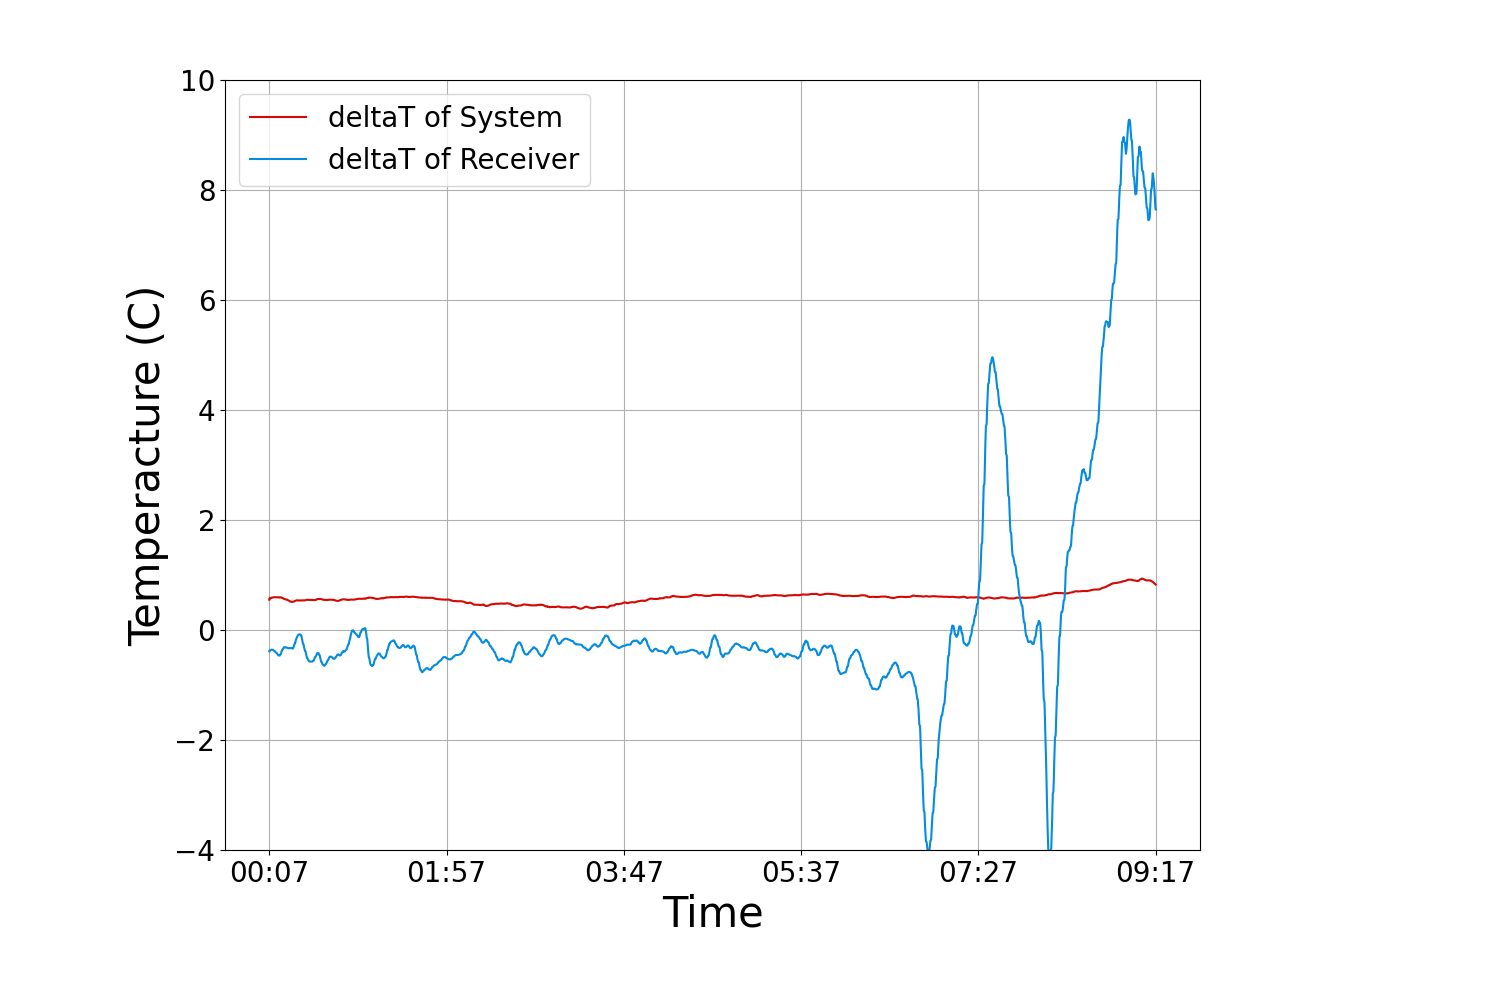 deltaT of System
deltaT of Receiver
10
8
6
4
2
0
−2
−4
Temperacture (C)
00:07 01:57 03:47 05:37 07:27 09:17
Time